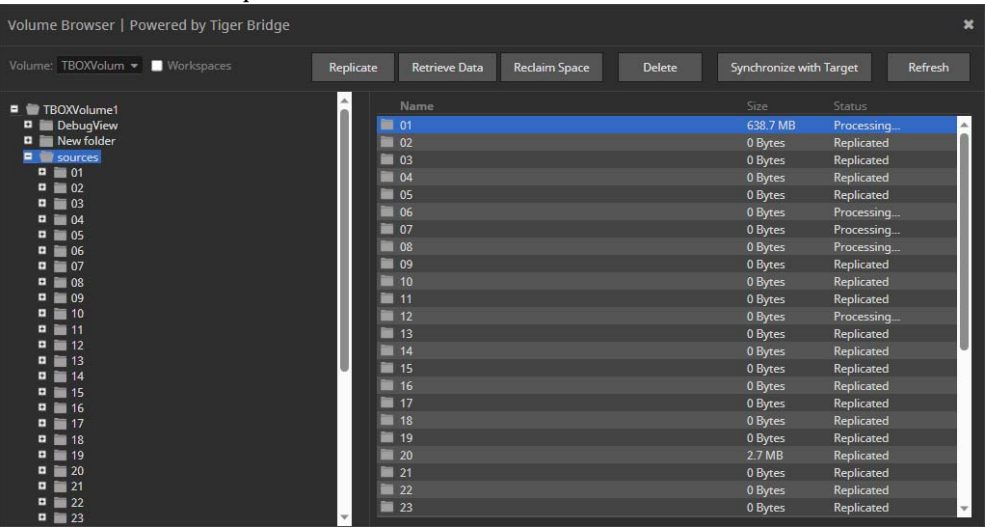 Volume Browser | Powered by Tiger Bridge
Volume: TBOXVolum Workspaces Replicate Retrieve Data Reclaim Space Delete Synchronize with Target Refresh
TBOXVolume1
DebugView
New folder
sources
01
02
03
04
05
06
07
08
09
10
11
12
13
14
15
16
17
18
19
20
21
22
23
Name Size Status
01 638.7 MB Processing...
02 0 Bytes Replicated
03 0 Bytes Replicated
04 0 Bytes Replicated
05 0 Bytes Replicated
06 0 Bytes Processing...
07 0 Bytes Processing...
08 0 Bytes Processing...
09 0 Bytes Replicated
10 0 Bytes Replicated
11 0 Bytes Replicated
12 0 Bytes Processing...
13 0 Bytes Replicated
14 0 Bytes Replicated
15 0 Bytes Replicated
16 0 Bytes Replicated
17 0 Bytes Replicated
18 0 Bytes Replicated
19 0 Bytes Replicated
20 2.7 MB Replicated
21 0 Bytes Replicated
22 0 Bytes Replicated
23 0 Bytes Replicated